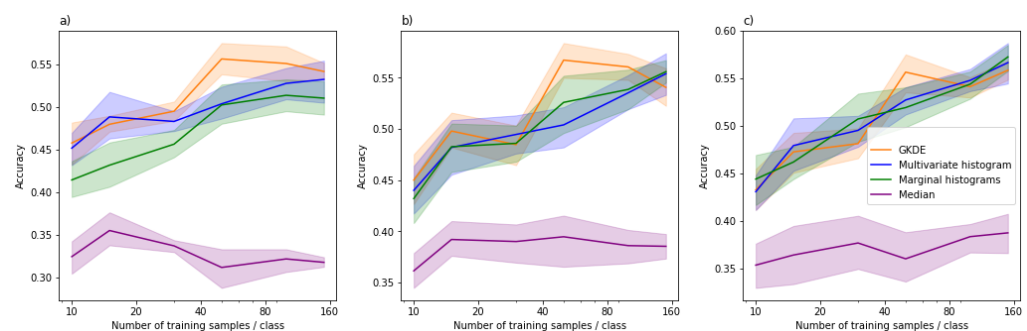 a)
Accuracy
0.55
0.50
0.45
0.40
0.35
0.30
10
20
40
80
160
Number of training samples / class
b)
Accuracy
0.55
0.50
0.45
0.40
0.35
10
20
40
80
160
Number of training samples / class
c)
Accuracy
0.60
0.55
0.50
0.45
0.40
0.35
GKDE
Multivariate histogram
Marginal histograms
Median
10
20
40
80
160
Number of training samples / class